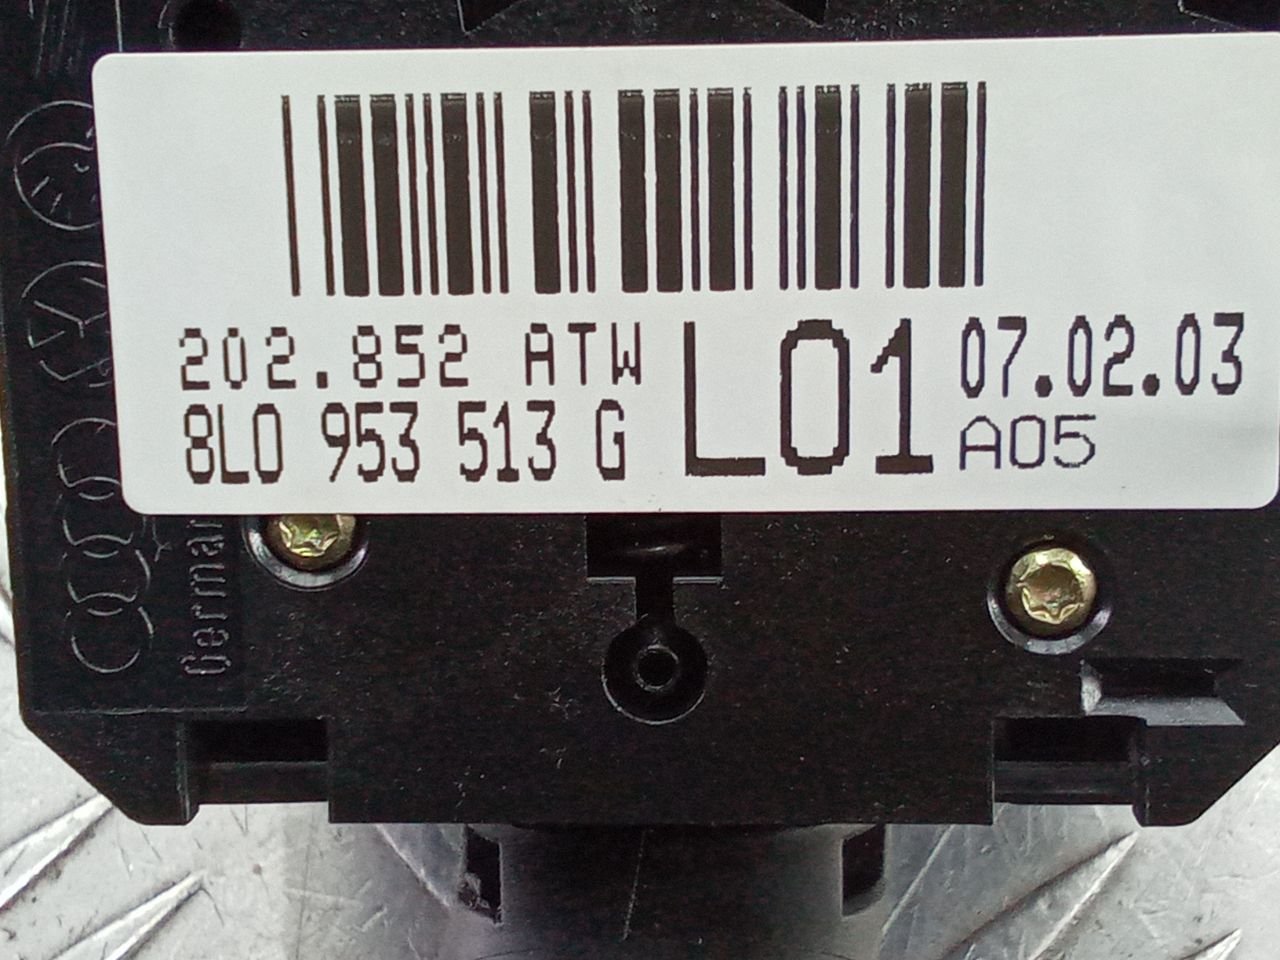 202.852 ATW L01 07.02.03
8L0 953 513 G A05
German